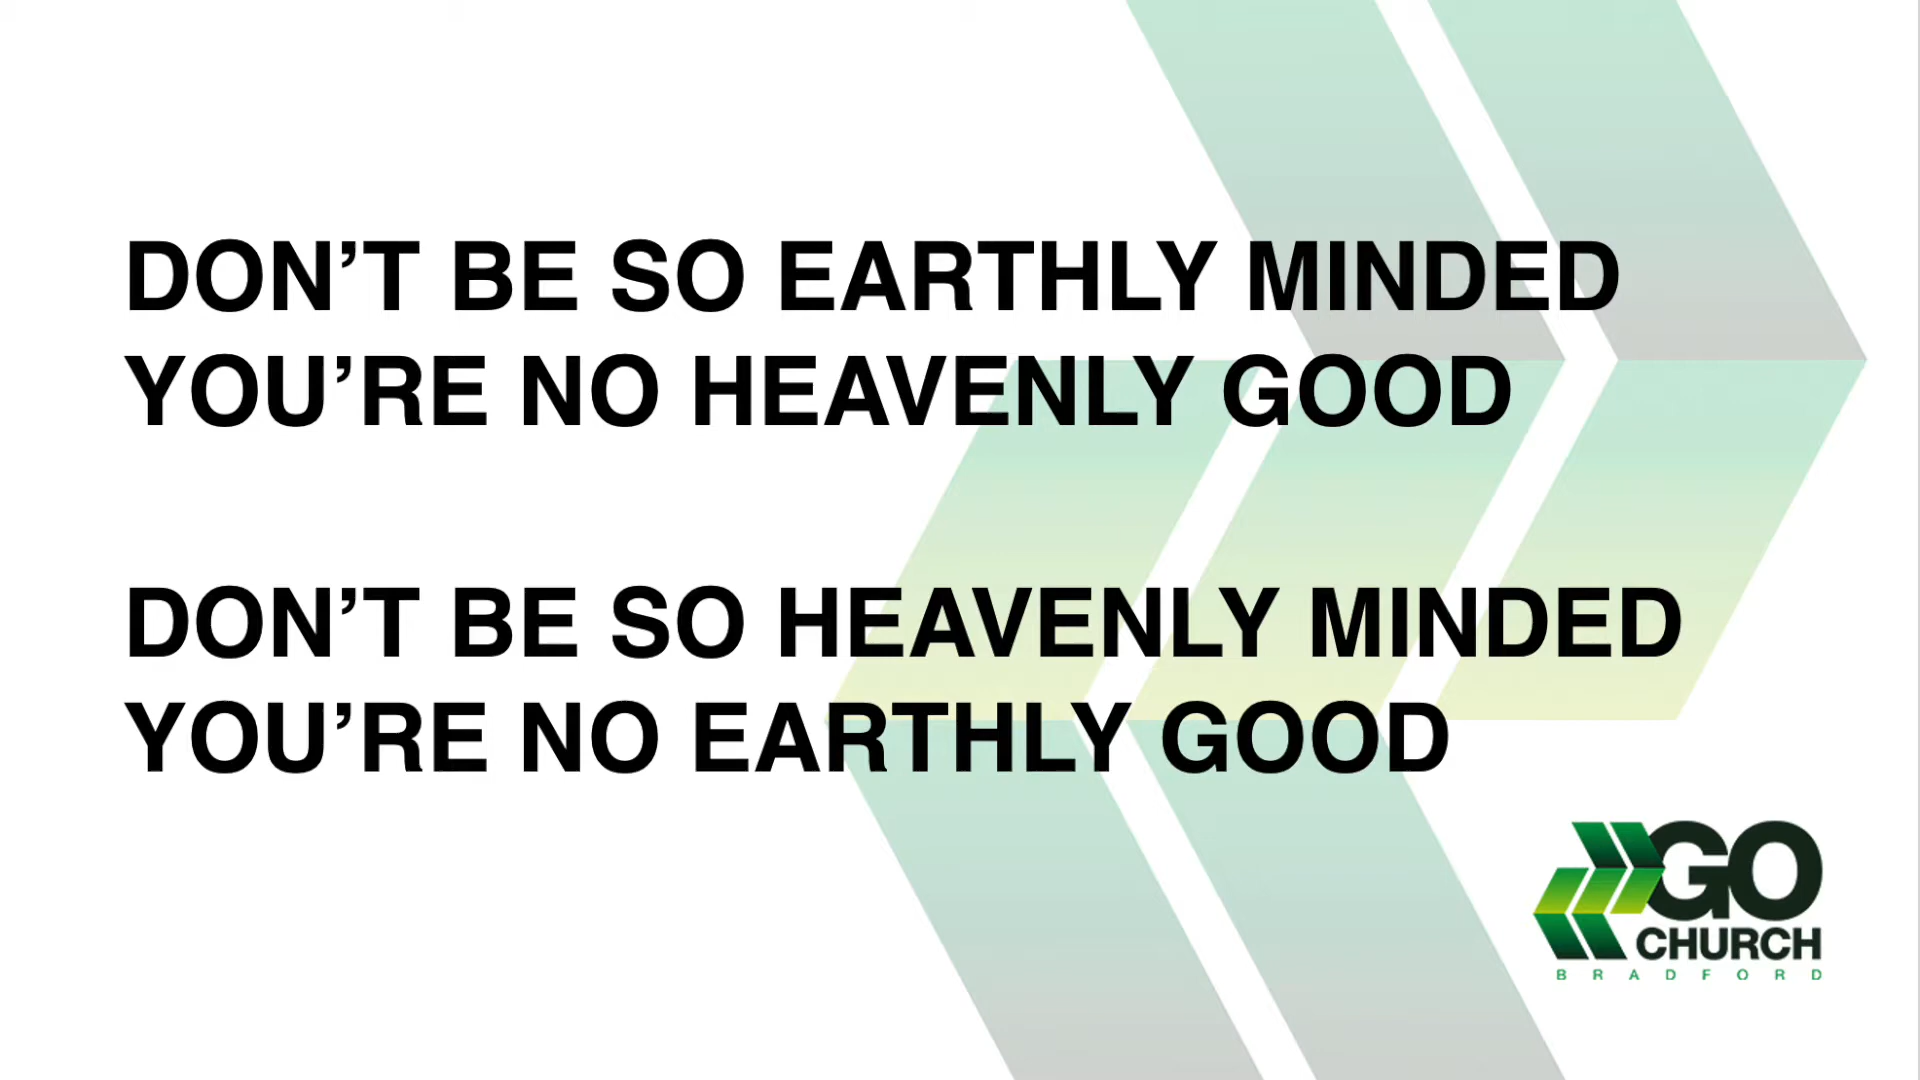 DON’T BE SO EARTHLY MINDED
YOU’RE NO HEAVENLY GOOD
DON’T BE SO HEAVENLY MINDED
YOU’RE NO EARTHLY GOOD
GO
CHURCH
BRADFORD